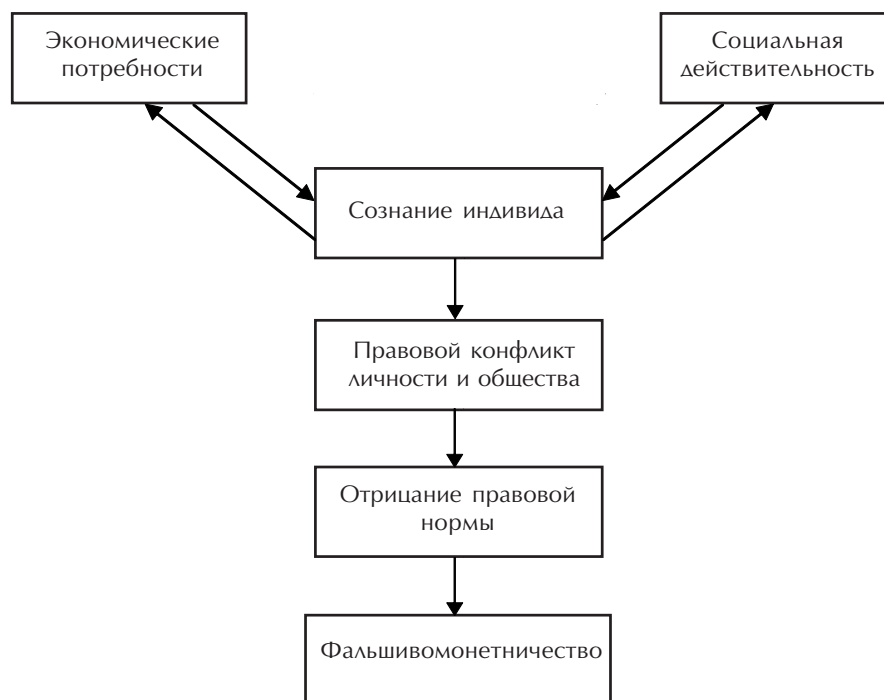 Экономические
потребности
Социальная
действительность
Сознание индивида
Правовой конфликт
личности и общества
Отрицание правовой
нормы
Фальшивомонетничество